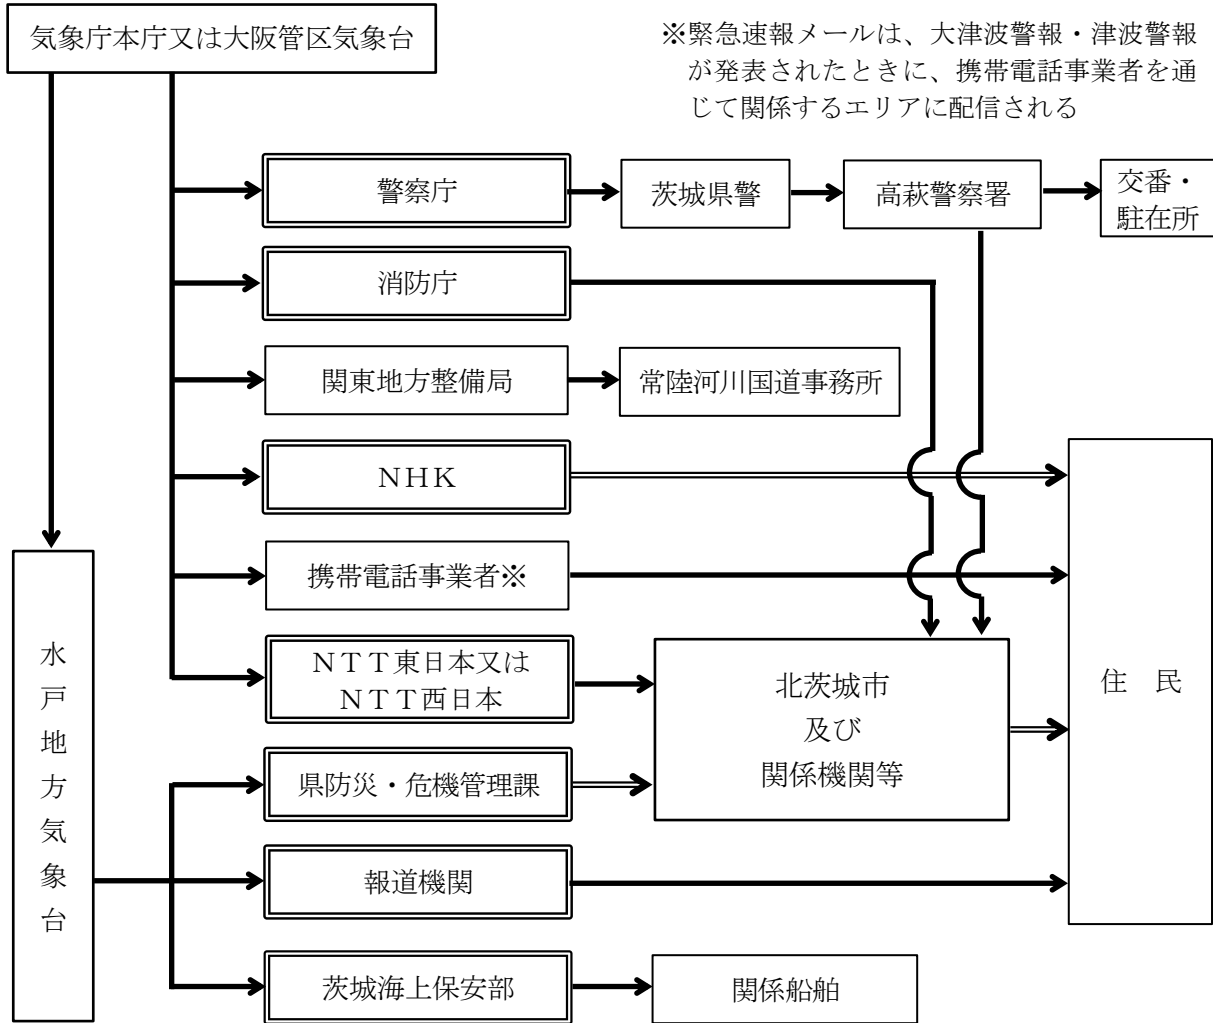 気象庁本庁又は大阪管区気象台
※緊急速報メールは、大津波警報・津波警報
が発表されたときに、携帯電話事業者を通
じて関係するエリアに配信される
警察庁
茨城県警
高萩警察署
交番・
駐在所
消防庁
関東地方整備局
常陸河川国道事務所
ＮＨＫ
携帯電話事業者※
ＮＴＴ東日本又は
ＮＴＴ西日本
北茨城市
及び
関係機関等
住　民
水戸地方気象台
県防災・危機管理課
報道機関
茨城海上保安部
関係船舶